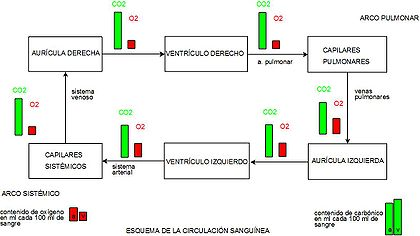 ARCO PULMONAR
CO2
O2
CO2
O2
AURÍCULA DERECHA
VENTRÍCULO DERECHO
a. pulmonar
CAPILARES
PULMONARES
sistema
venoso
venas
pulmonares
CO2
O2
CO2
O2
CO2
O2
CAPILARES
SISTÉMICOS
sistema
arterial
VENTRÍCULO IZQUIERDO
AURÍCULA IZQUIERDA
ARCO SISTÉMICO
contenido de oxígeno
en ml cada 100 ml de
sangre
a v
contenido de carbónico
en ml cada 100 ml de
sangre
a v
ESQUEMA DE LA CIRCULACIÓN SANGUÍNEA